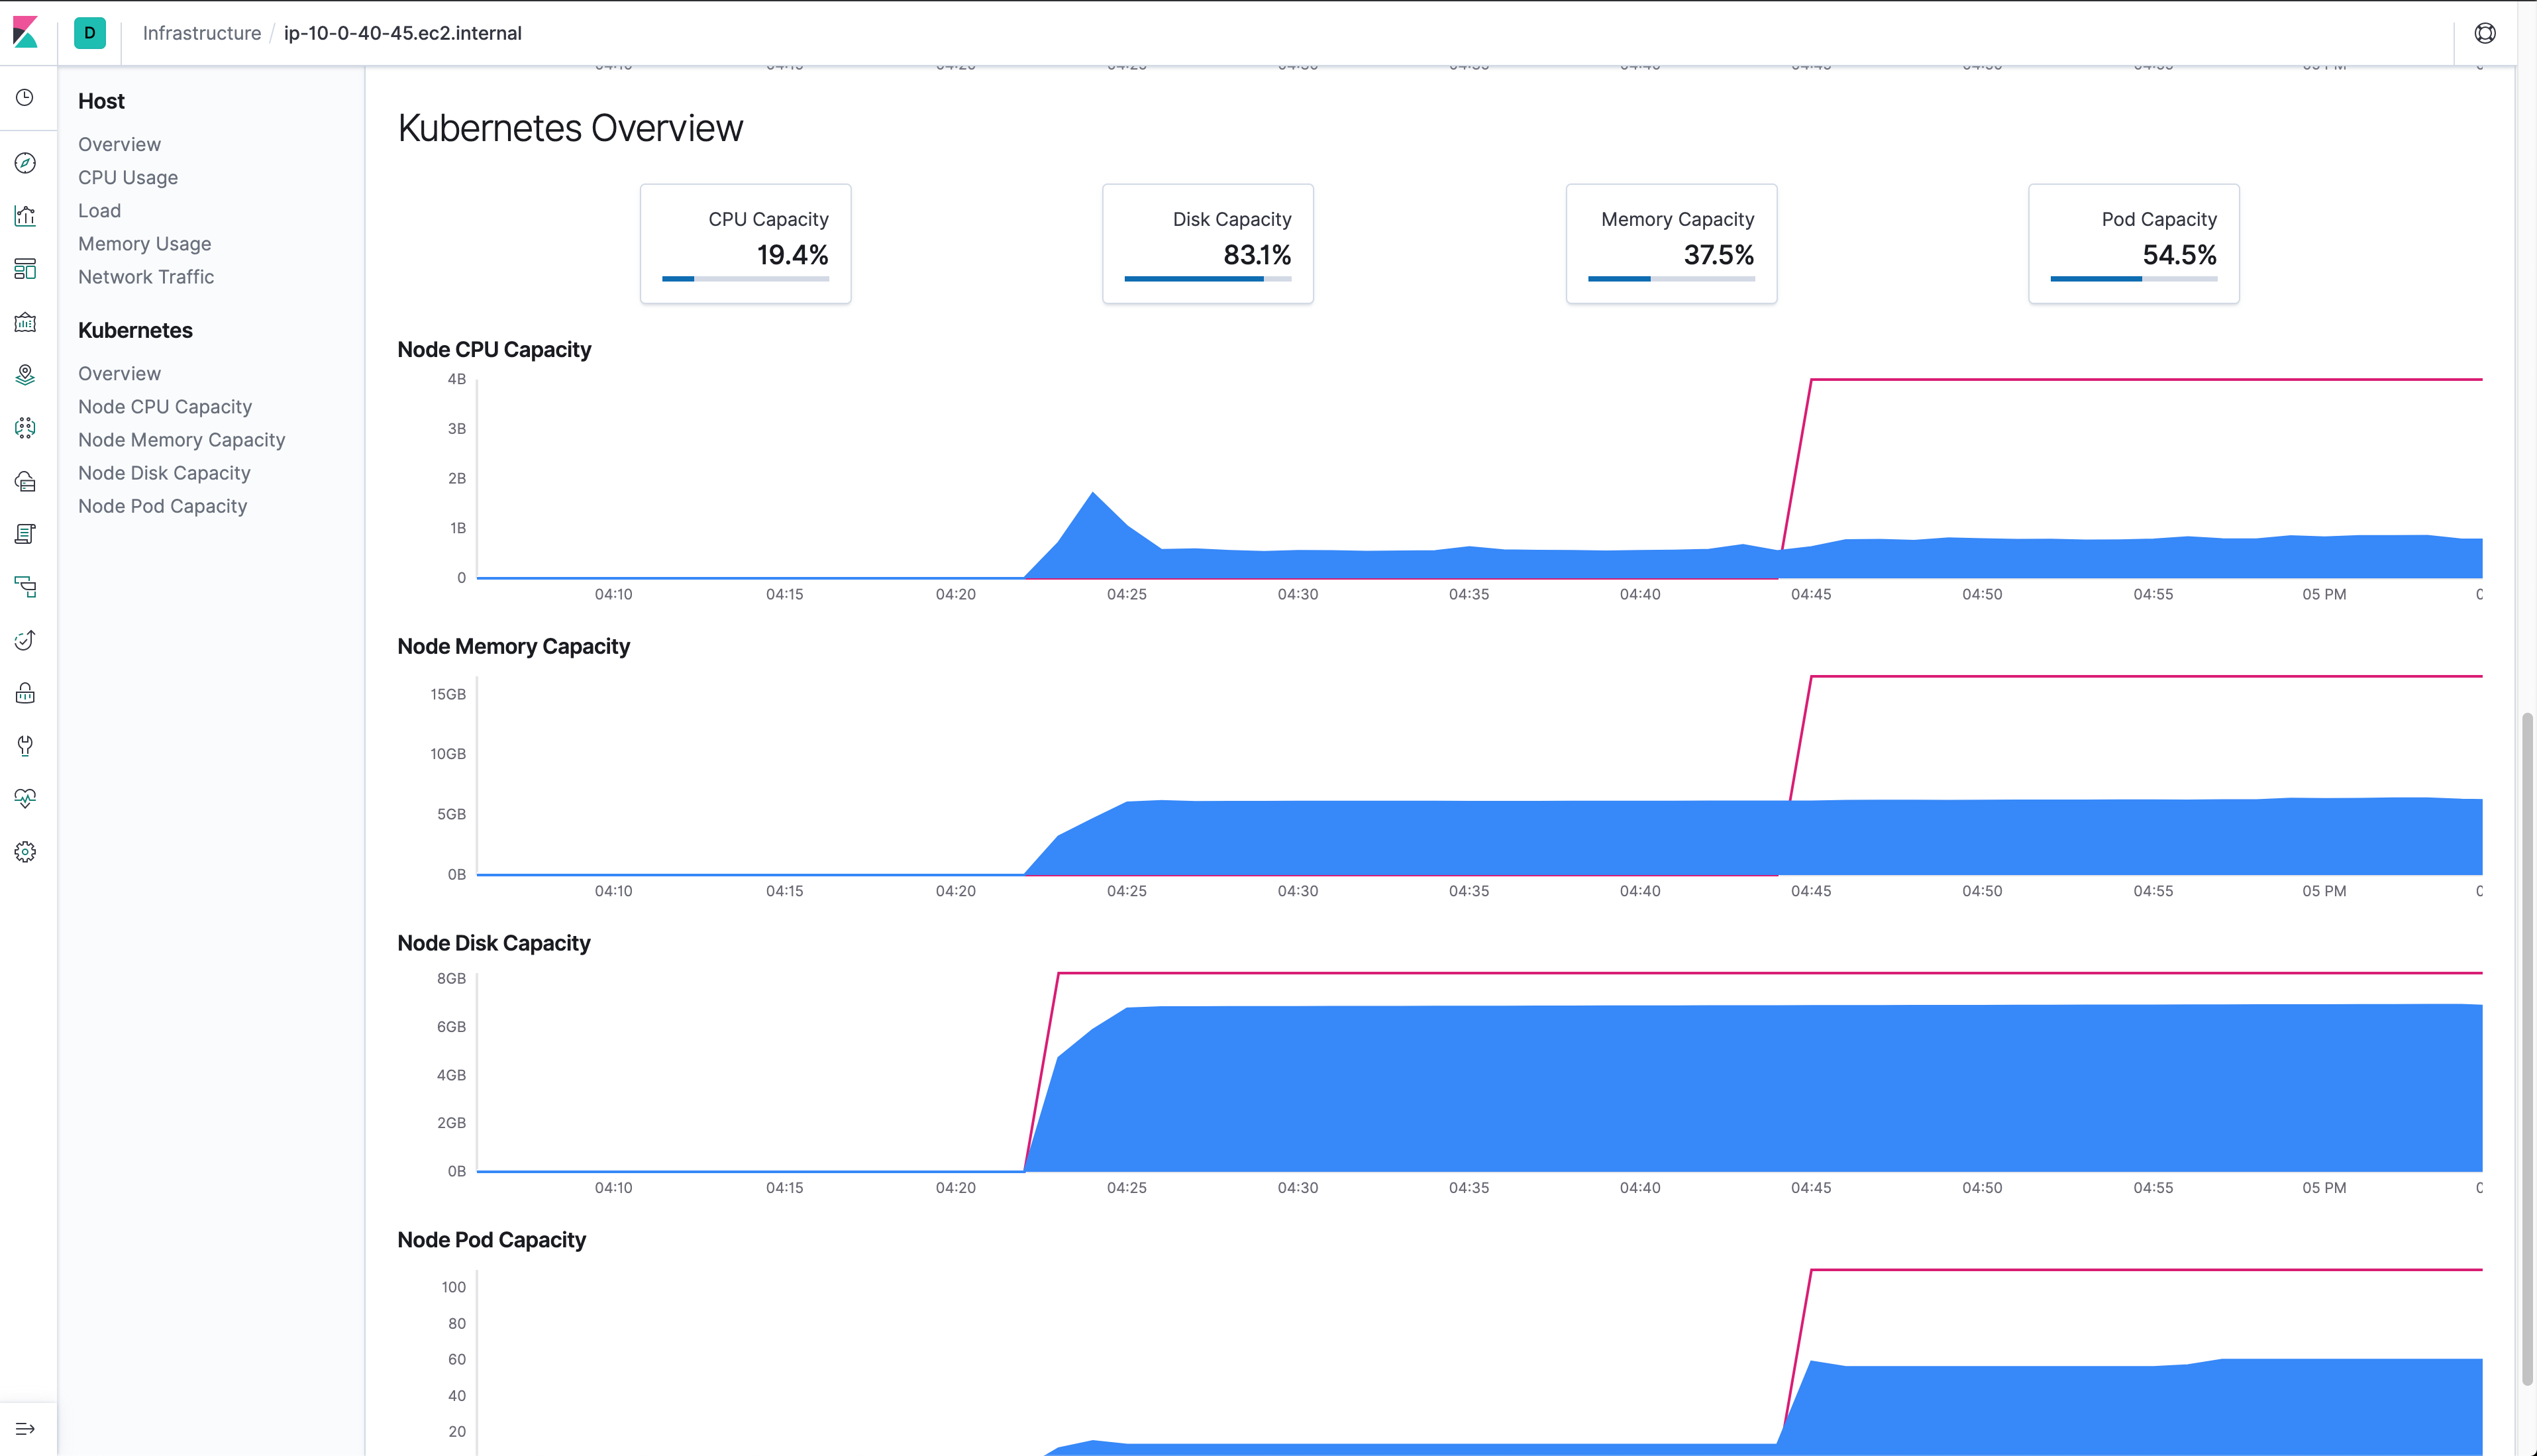 D
Infrastructure / ip-10-0-40-45.ec2.internal
Host
Overview
CPU Usage
Load
Memory Usage
Network Traffic
Kubernetes
Overview
Node CPU Capacity
Node Memory Capacity
Node Disk Capacity
Node Pod Capacity
Kubernetes Overview
CPU Capacity
19.4%
Disk Capacity
83.1%
Memory Capacity
37.5%
Pod Capacity
54.5%
Node CPU Capacity
4B
3B
2B
1B
0
04:10 04:15 04:20 04:25 04:30 04:35 04:40 04:45 04:50 04:55 05 PM
Node Memory Capacity
15GB
10GB
5GB
0B
04:10 04:15 04:20 04:25 04:30 04:35 04:40 04:45 04:50 04:55 05 PM
Node Disk Capacity
8GB
6GB
4GB
2GB
0B
04:10 04:15 04:20 04:25 04:30 04:35 04:40 04:45 04:50 04:55 05 PM
Node Pod Capacity
100
80
60
40
20